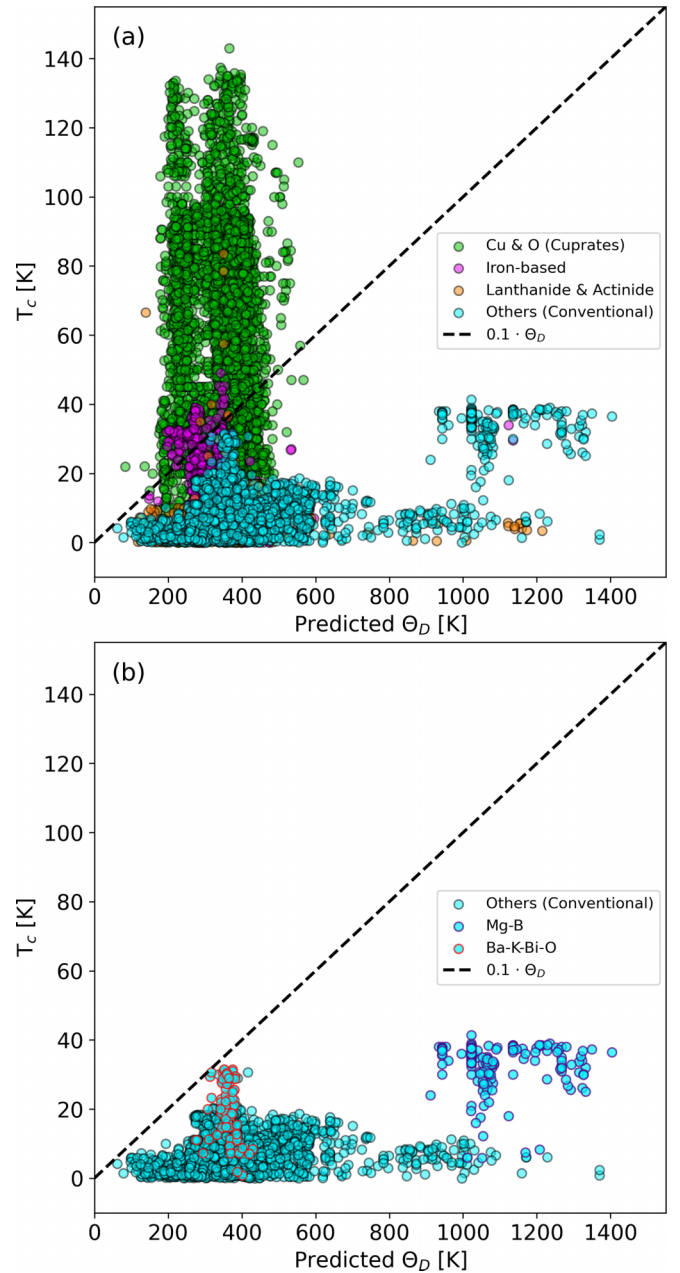 (a)
140
120
100
80
60
40
20
0
T_c [K]
Cu & O (Cuprates)
Iron-based
Lanthanide & Actinide
Others (Conventional)
0.1 · Θ_D
0 200 400 600 800 1000 1200 1400
Predicted Θ_D [K]
(b)
140
120
100
80
60
40
20
0
T_c [K]
Others (Conventional)
Mg-B
Ba-K-Bi-O
0.1 · Θ_D
0 200 400 600 800 1000 1200 1400
Predicted Θ_D [K]